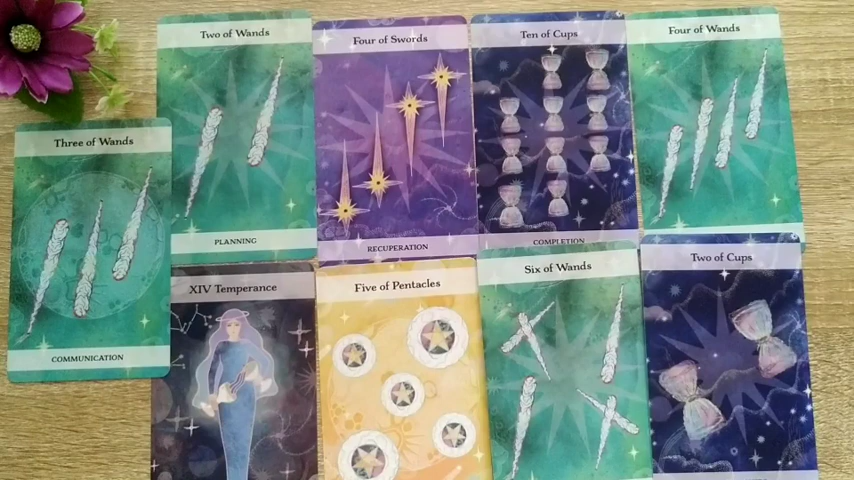 Two of Wands
Four of Swords
Ten of Cups
Four of Wands
Three of Wands
PLANNING
RECUPERATION
COMPLETION
COMMUNICATION
XIV Temperance
Five of Pentacles
Six of Wands
Two of Cups